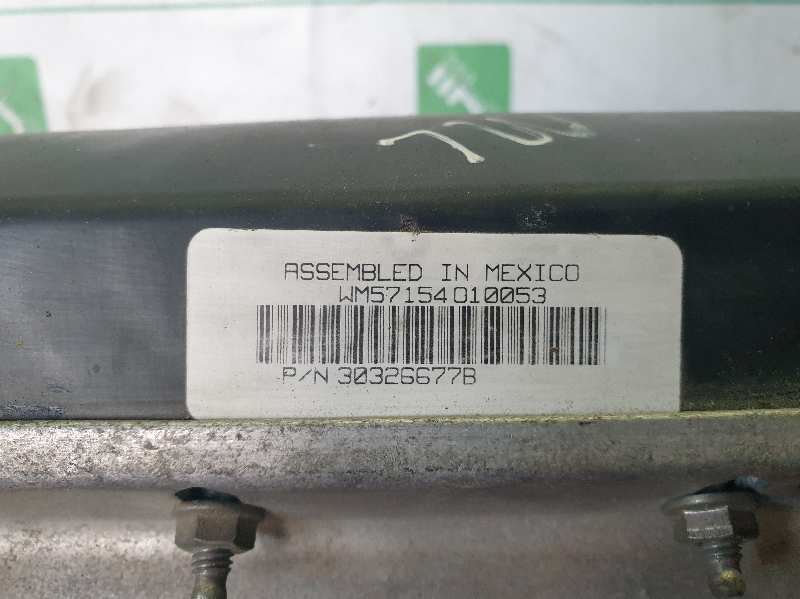 ASSEMBLED IN MEXICO
WM57154010053
P/N 30326677B